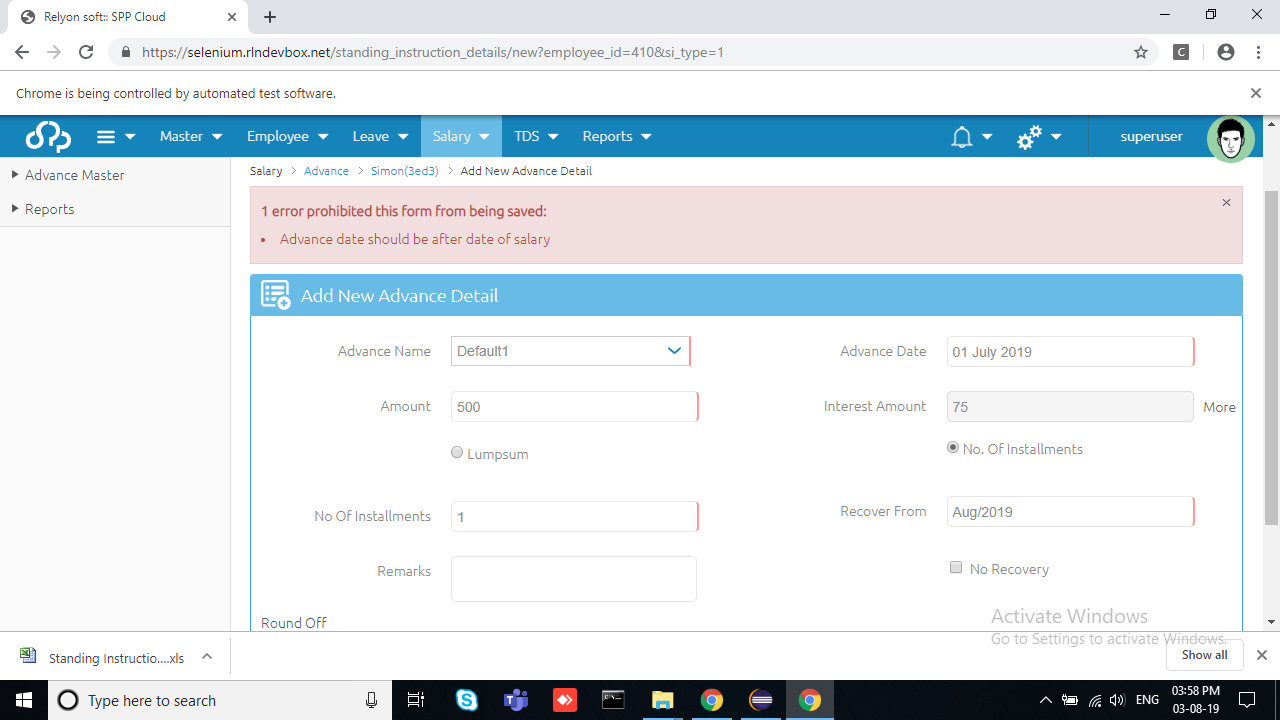 Relyon soft:: SPP Cloud
https://selenium.rlndevbox.net/standing_instruction_details/new?employee_id=410&si_type=1
C
Chrome is being controlled by automated test software.
Master Employee Leave Salary TDS Reports superuser
Advance Master
Reports
Salary > Advance > Simon(3ed3) > Add New Advance Detail
1 error prohibited this form from being saved:
• Advance date should be after date of salary
Add New Advance Detail
Advance Name Default1 Advance Date 01 July 2019
Amount 500 Interest Amount 75 More
Lumpsum No. Of Installments
No Of Installments 1 Recover From Aug/2019
Remarks No Recovery
Round Off
Activate Windows
Go to Settings to activate Windows.
Standing Instructio....xls Show all
Type here to search ENG 03:58 PM
03-08-19